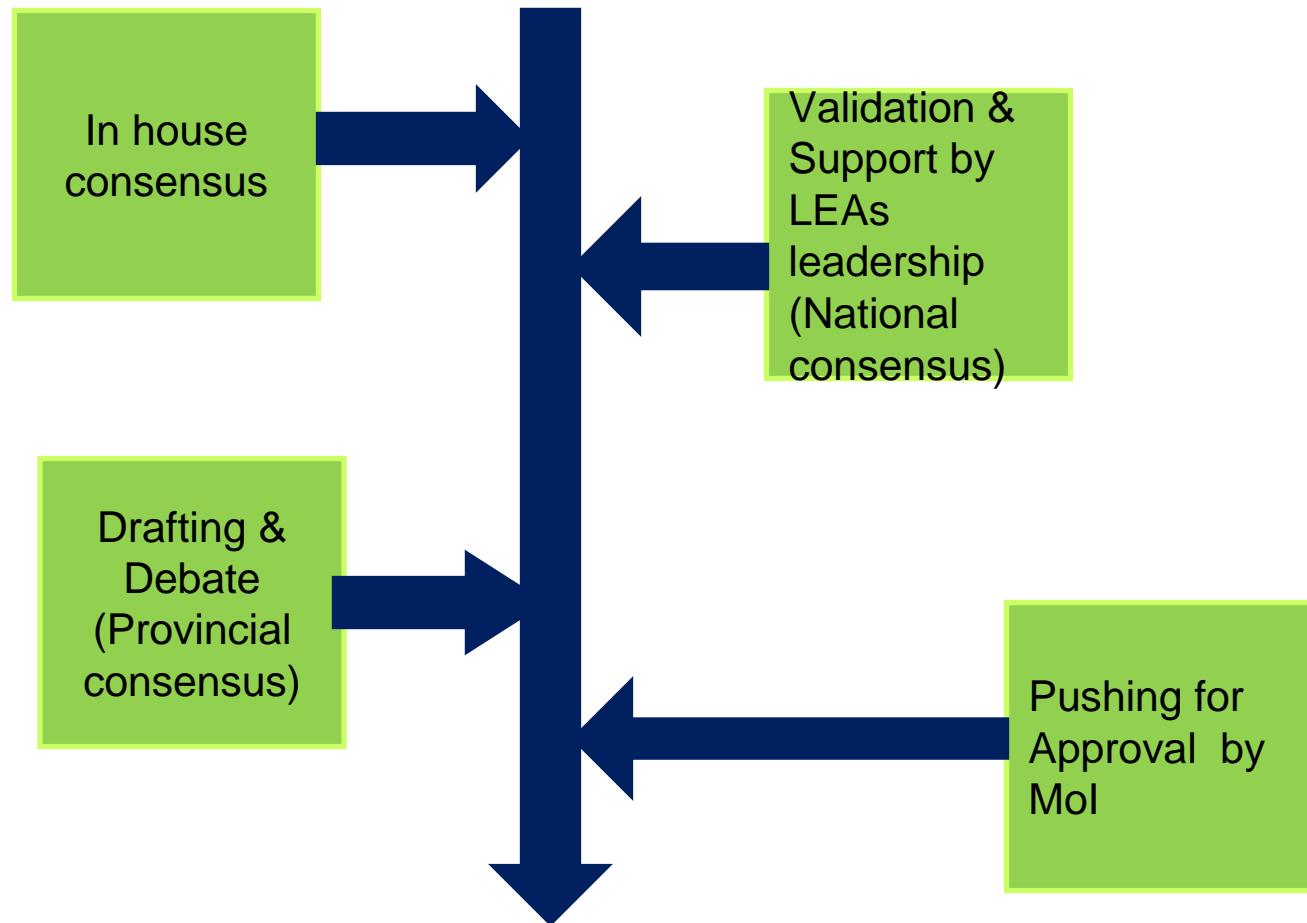 In house
consensus
Validation &
Support by
LEAs
leadership
(National
consensus)
Drafting &
Debate
(Provincial
consensus)
Pushing for
Approval  by
MoI